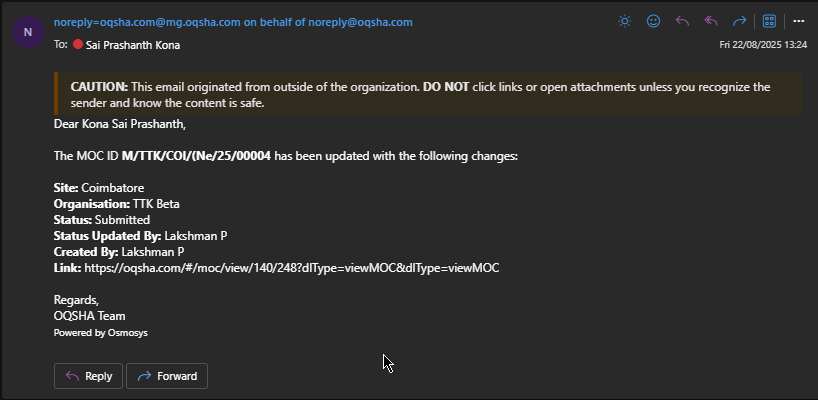 N
noreply=oqsha.com@mg.oqsha.com on behalf of noreply@oqsha.com
To: Sai Prashanth Kona
Fri 22/08/2025 13:24
CAUTION: This email originated from outside of the organization. DO NOT click links or open attachments unless you recognize the
sender and know the content is safe.
Dear Kona Sai Prashanth,
The MOC ID M/TTK/COI/(Ne/25/00004 has been updated with the following changes:
Site: Coimbatore
Organisation: TTK Beta
Status: Submitted
Status Updated By: Lakshman P
Created By: Lakshman P
Link: https://oqsha.com/#/moc/view/140/248?dlType=viewMOC&dlType=viewMOC
Regards,
OQSHA Team
Powered by Osmosys
Reply Forward